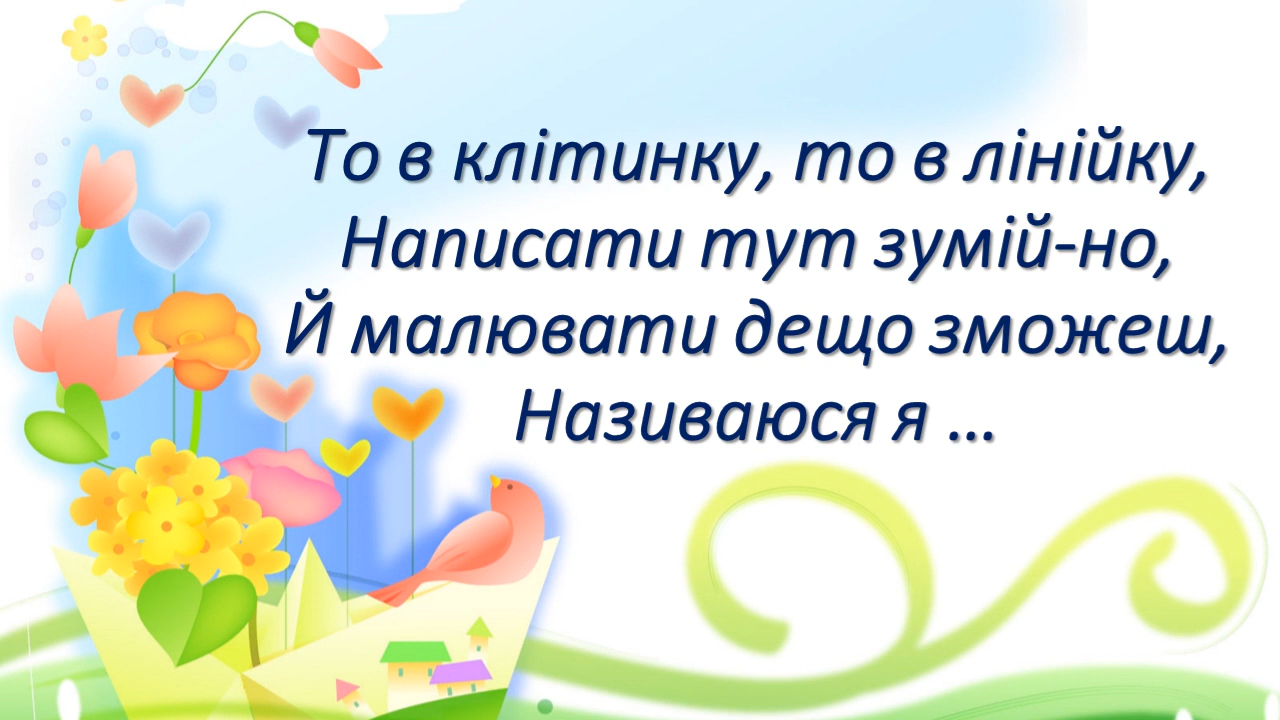 То в клітинку, то в лінійку,
Написати тут зумій-но,
Й малювати дещо зможеш,
Називаюся я ...